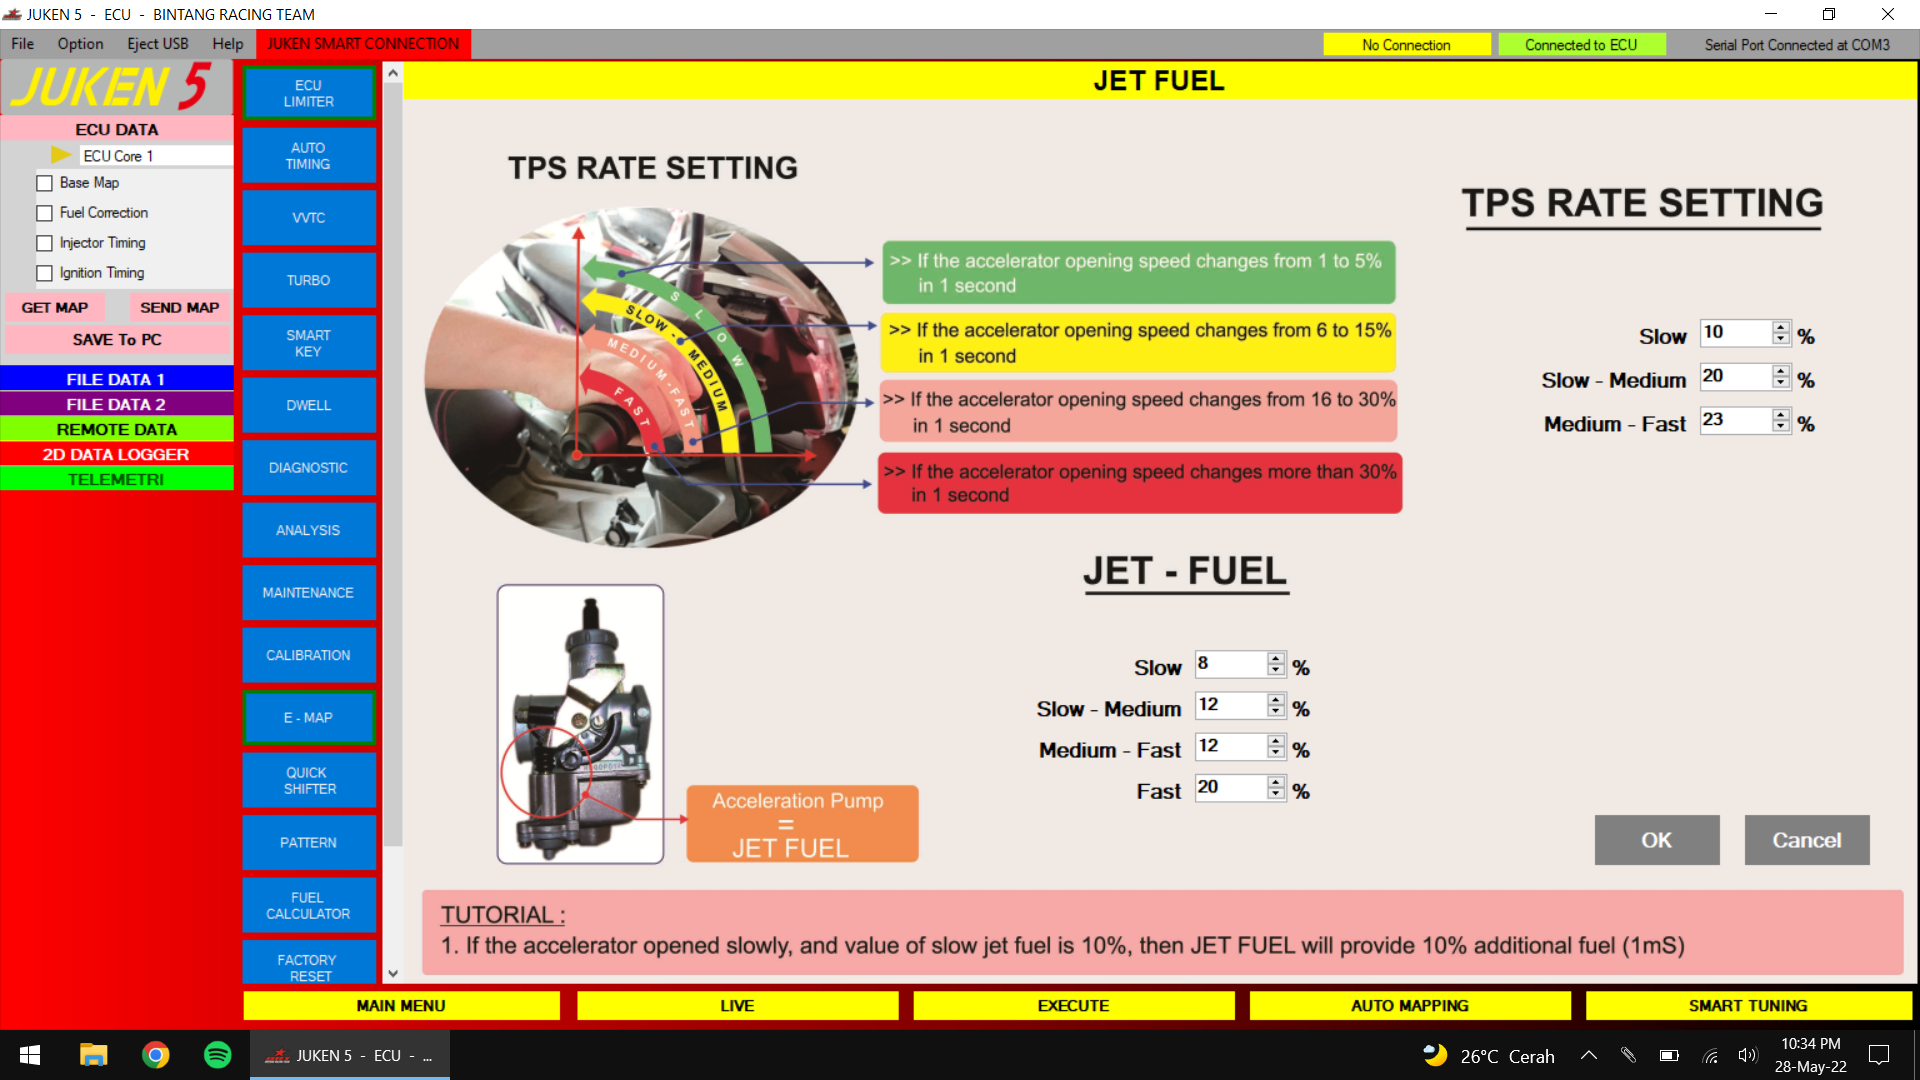 JUKEN 5 - ECU - BINTANG RACING TEAM
File Option Eject USB Help JUKEN SMART CONNECTION No Connection Connected to ECU Serial Port Connected at COM3
JUKEN 5
ECU DATA
ECU Core 1
Base Map
Fuel Correction
Injector Timing
Ignition Timing
GET MAP SEND MAP
SAVE To PC
FILE DATA 1
FILE DATA 2
REMOTE DATA
2D DATA LOGGER
TELEMETRI
ECU
LIMITER
AUTO
TIMING
VVTC
TURBO
SMART
KEY
DWELL
DIAGNOSTIC
ANALYSIS
MAINTENANCE
CALIBRATION
E - MAP
QUICK
SHIFTER
PATTERN
FUEL
CALCULATOR
FACTORY
RESET
JET FUEL
TPS RATE SETTING
SLOW
SLOW - MEDIUM
MEDIUM - FAST
FAST
>> If the accelerator opening speed changes from 1 to 5%
in 1 second
>> If the accelerator opening speed changes from 6 to 15%
in 1 second
>> If the accelerator opening speed changes from 16 to 30%
in 1 second
>> If the accelerator opening speed changes more than 30%
in 1 second
TPS RATE SETTING
Slow 10 %
Slow - Medium 20 %
Medium - Fast 23 %
JET - FUEL
Slow 8 %
Slow - Medium 12 %
Medium - Fast 12 %
Fast 20 %
Acceleration Pump
=
JET FUEL
OK Cancel
TUTORIAL :
1. If the accelerator opened slowly, and value of slow jet fuel is 10%, then JET FUEL will provide 10% additional fuel (1mS)
MAIN MENU LIVE EXECUTE AUTO MAPPING SMART TUNING
JUKEN 5 - ECU - ...
26°C Cerah
10:34 PM
28-May-22